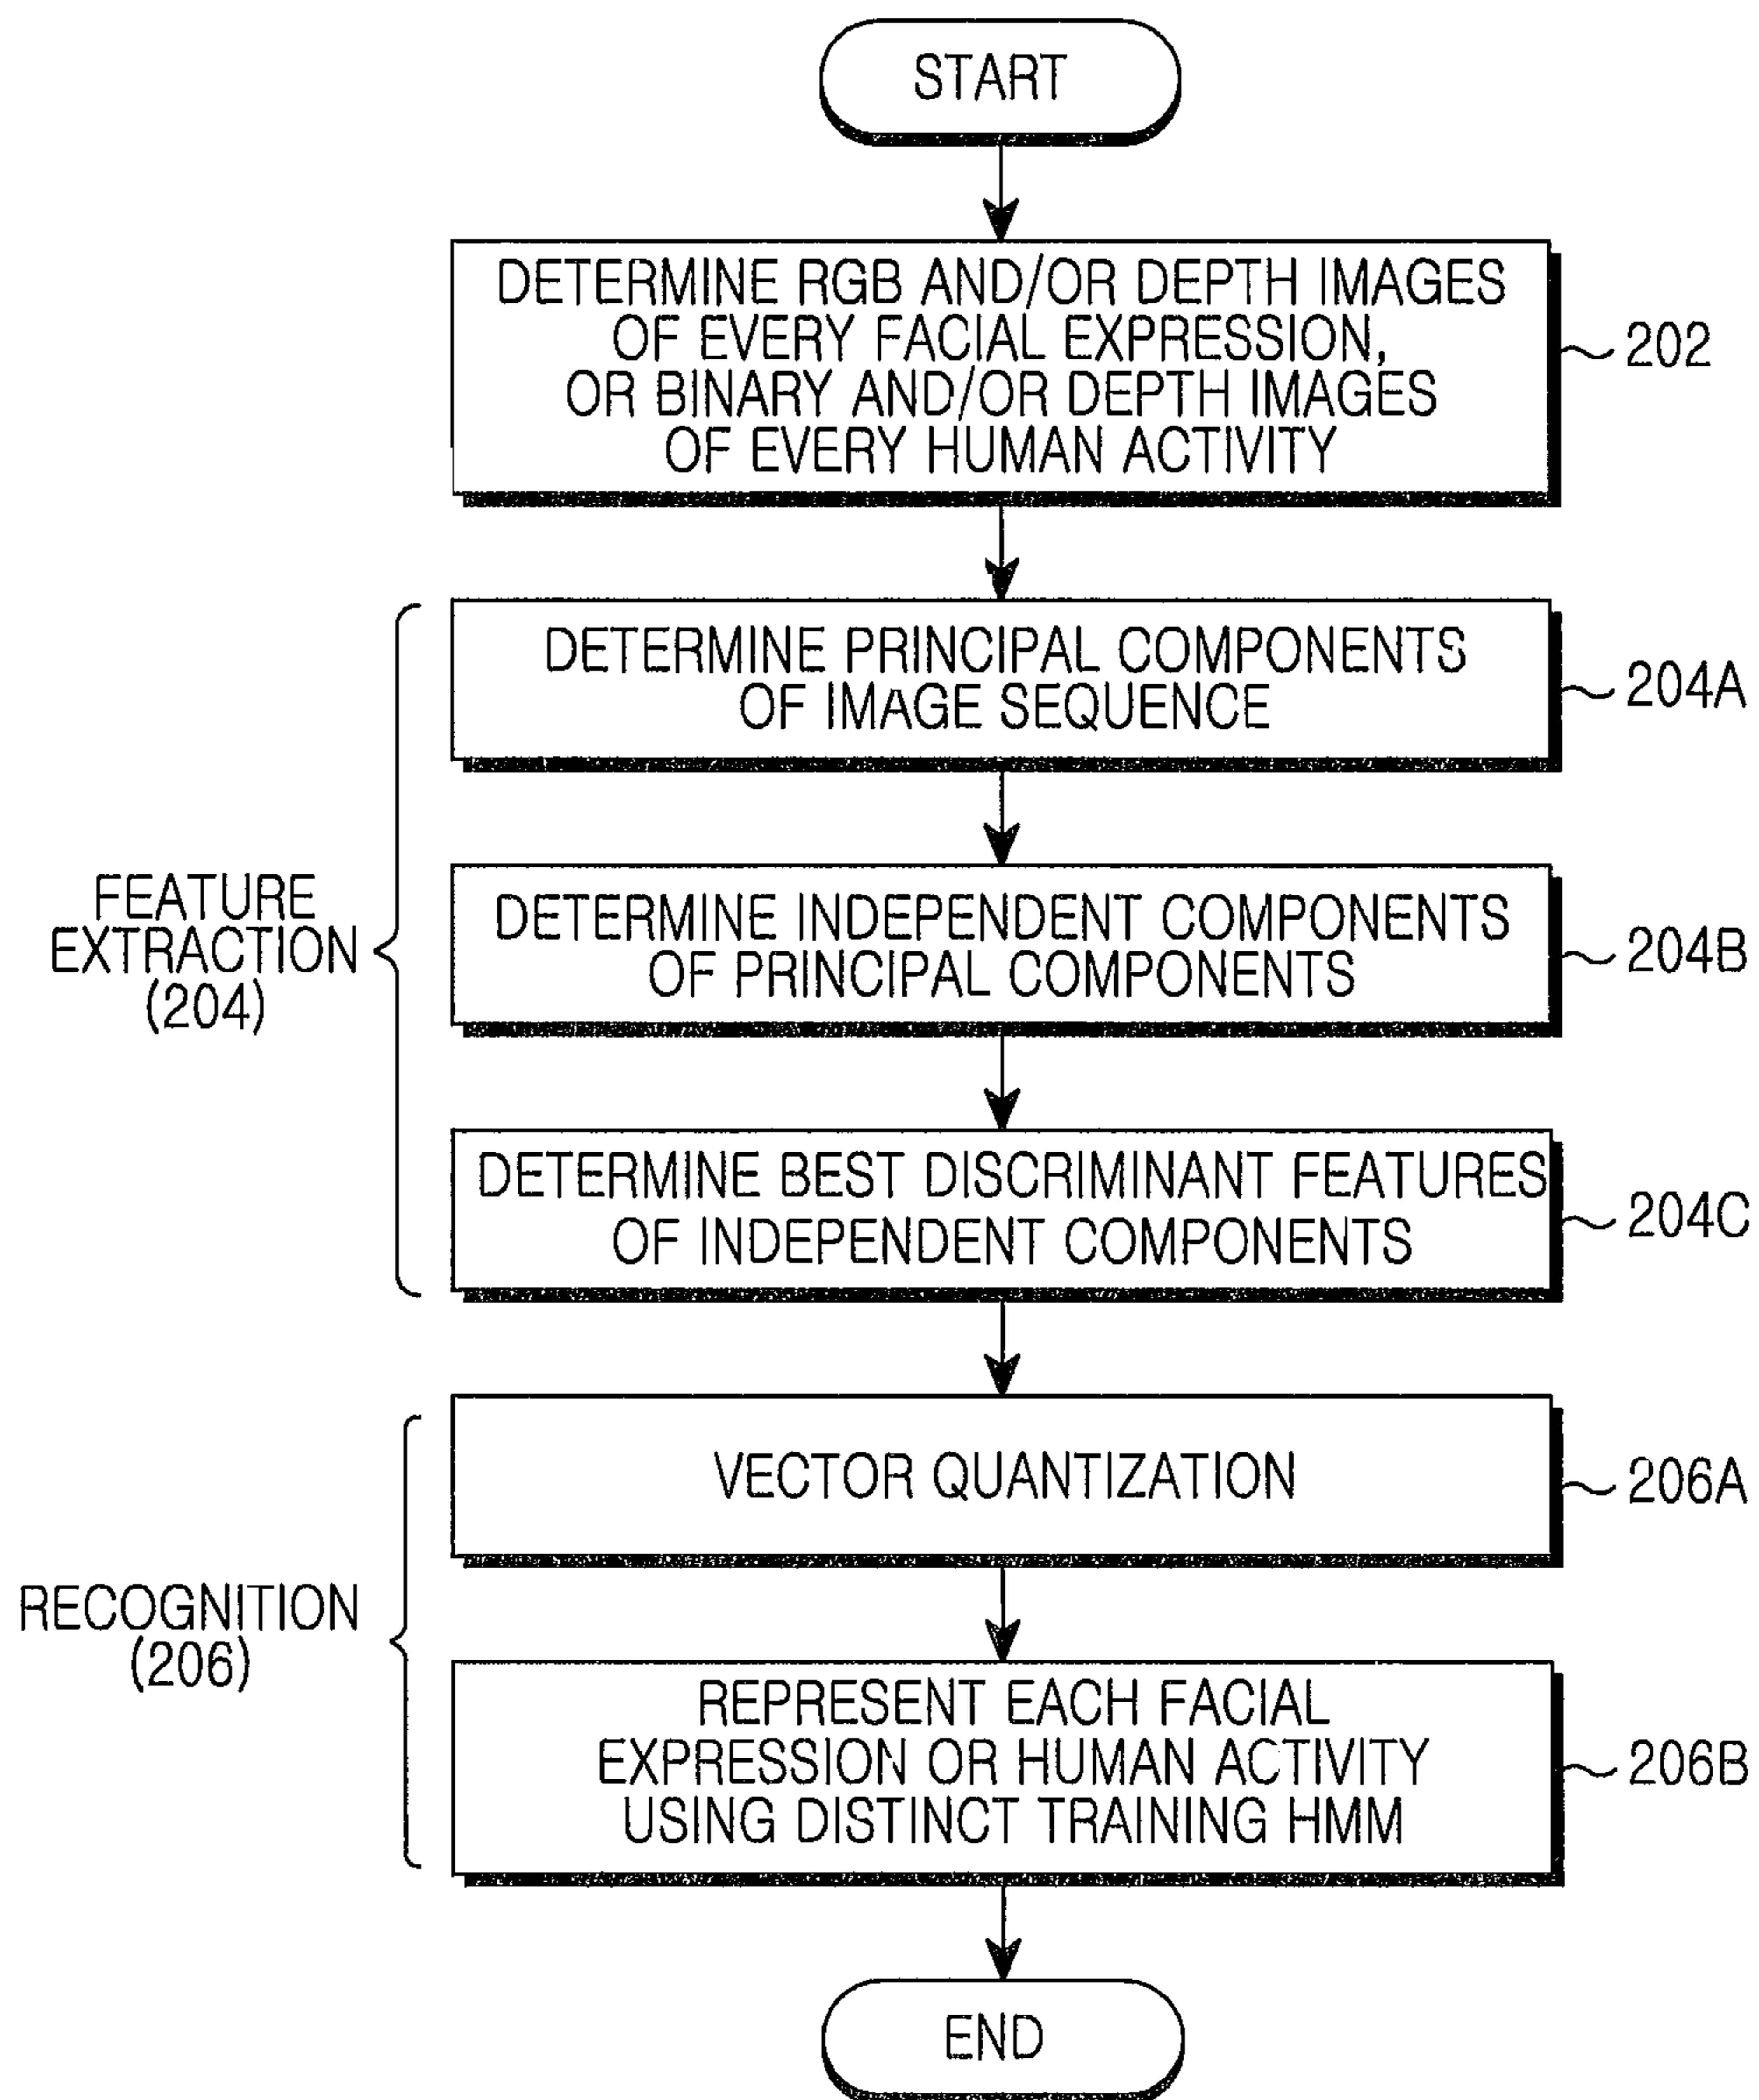 START
DETERMINE RGB AND/OR DEPTH IMAGES
OF EVERY FACIAL EXPRESSION,
OR BINARY AND/OR DEPTH IMAGES
OF EVERY HUMAN ACTIVITY
202
DETERMINE PRINCIPAL COMPONENTS
OF IMAGE SEQUENCE
204A
FEATURE
EXTRACTION
(204)
DETERMINE INDEPENDENT COMPONENTS
OF PRINCIPAL COMPONENTS
204B
DETERMINE BEST DISCRIMINANT FEATURES
OF INDEPENDENT COMPONENTS
204C
VECTOR QUANTIZATION
206A
RECOGNITION
(206)
REPRESENT EACH FACIAL
EXPRESSION OR HUMAN ACTIVITY
USING DISTINCT TRAINING HMM
206B
END